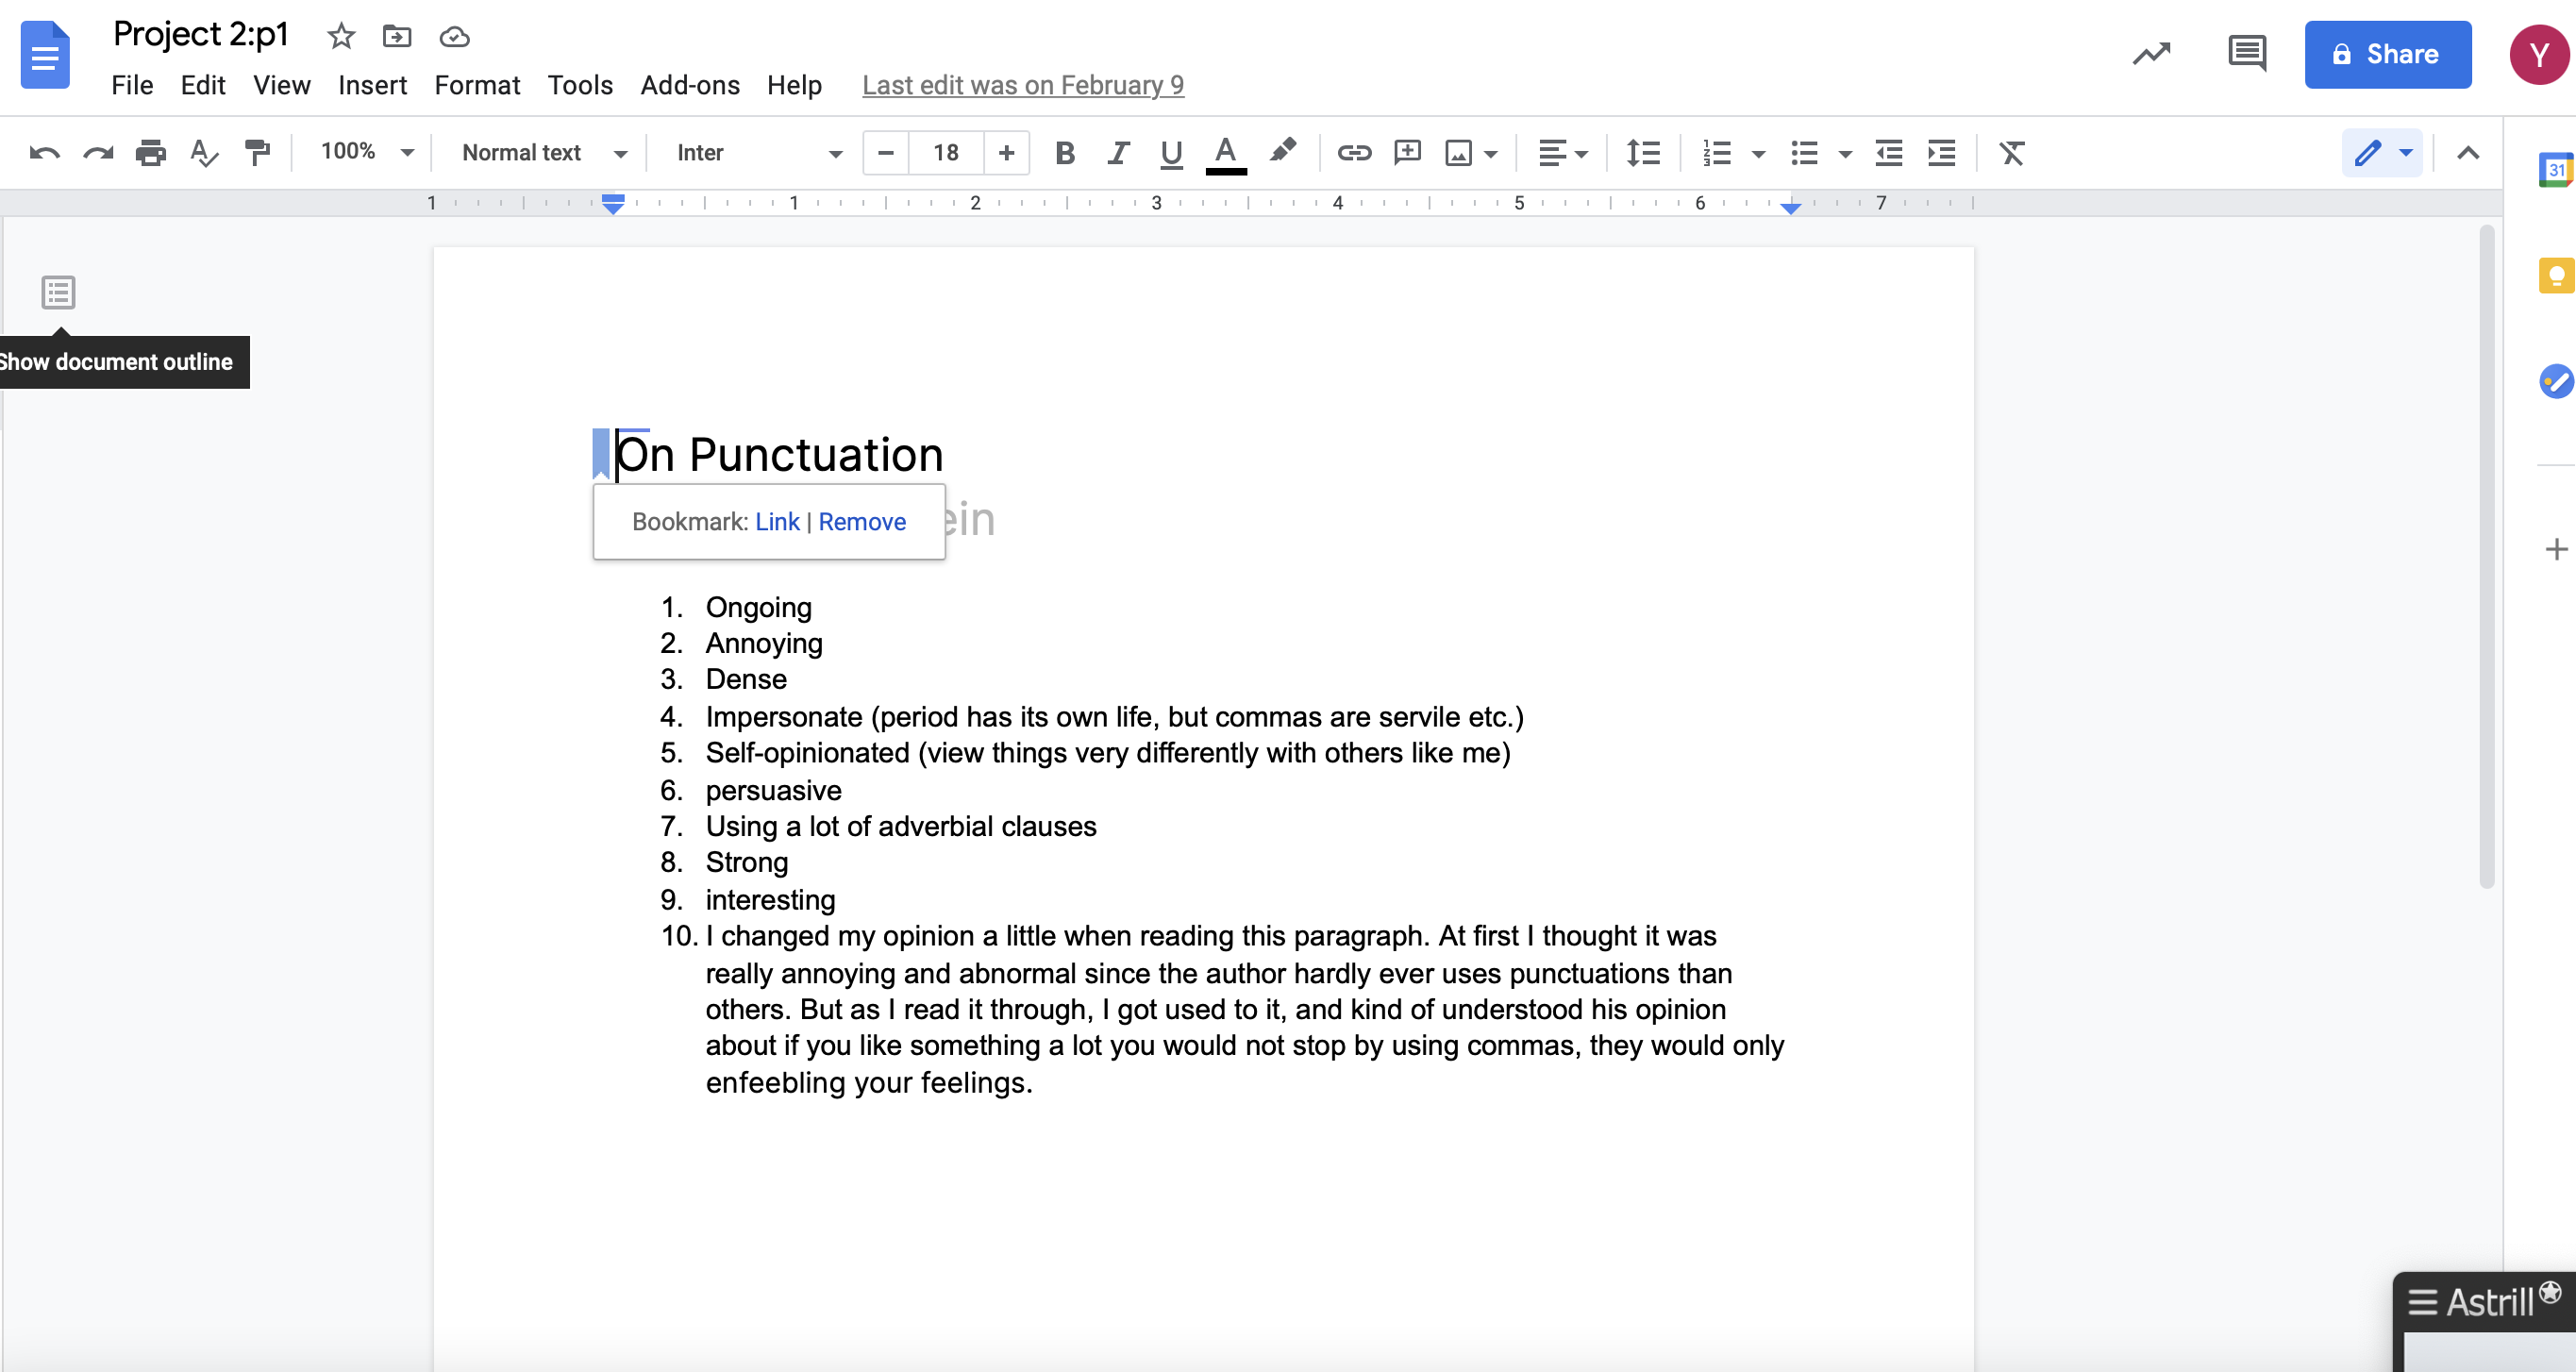 Project 2:p1
File Edit View Insert Format Tools Add-ons Help Last edit was on February 9
Share
Y
100% Normal text Inter − 18 + B I U A
31
1 1 2 3 4 5 6 7
Show document outline
On Punctuation
Bookmark: Link | Remove
ein
1. Ongoing
2. Annoying
3. Dense
4. Impersonate (period has its own life, but commas are servile etc.)
5. Self-opinionated (view things very differently with others like me)
6. persuasive
7. Using a lot of adverbial clauses
8. Strong
9. interesting
10. I changed my opinion a little when reading this paragraph. At first I thought it was
really annoying and abnormal since the author hardly ever uses punctuations than
others. But as I read it through, I got used to it, and kind of understood his opinion
about if you like something a lot you would not stop by using commas, they would only
enfeebling your feelings.
Astrill